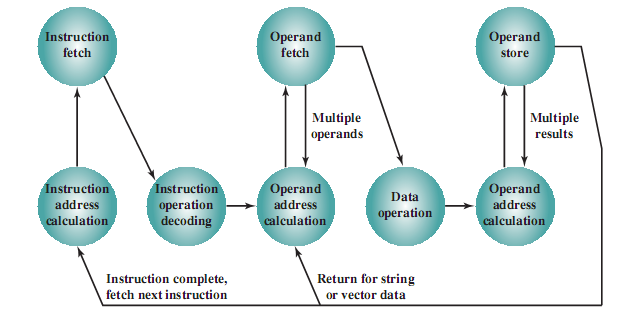 Instruction
fetch
Operand
fetch
Operand
store
Multiple
operands
Multiple
results
Instruction
address
calculation
Instruction
operation
decoding
Operand
address
calculation
Data
operation
Operand
address
calculation
Instruction complete,
fetch next instruction
Return for string
or vector data